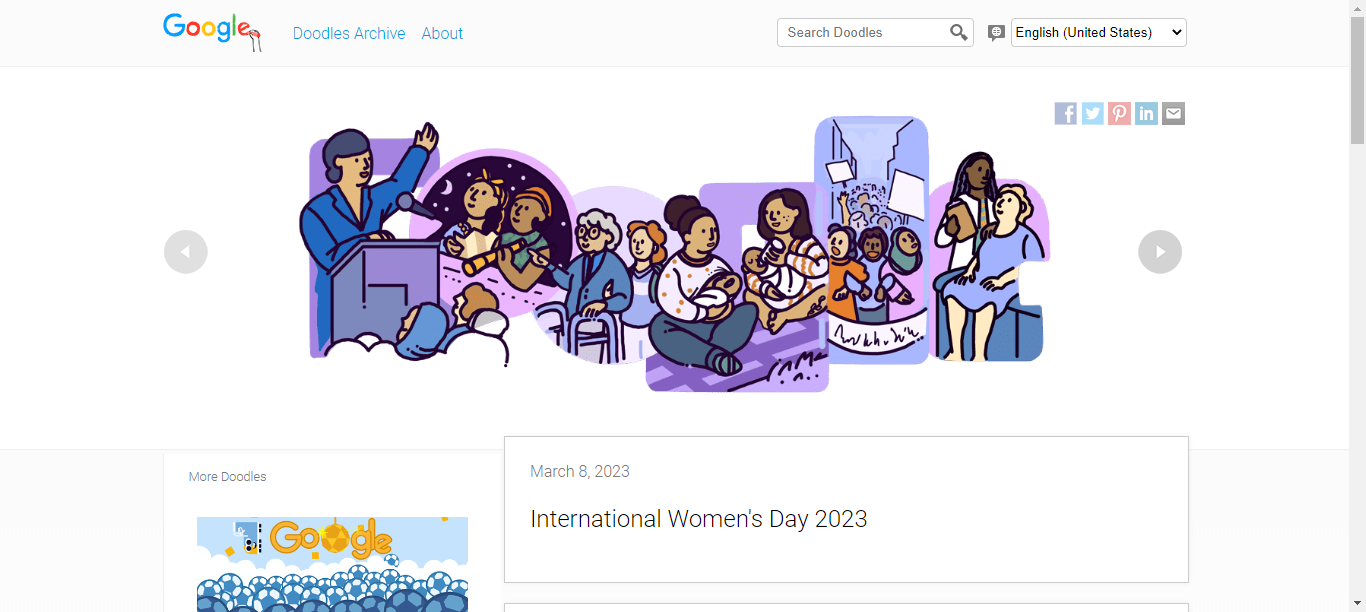 Google
Doodles Archive About
Search Doodles
English (United States)
More Doodles
Google
March 8, 2023
International Women's Day 2023